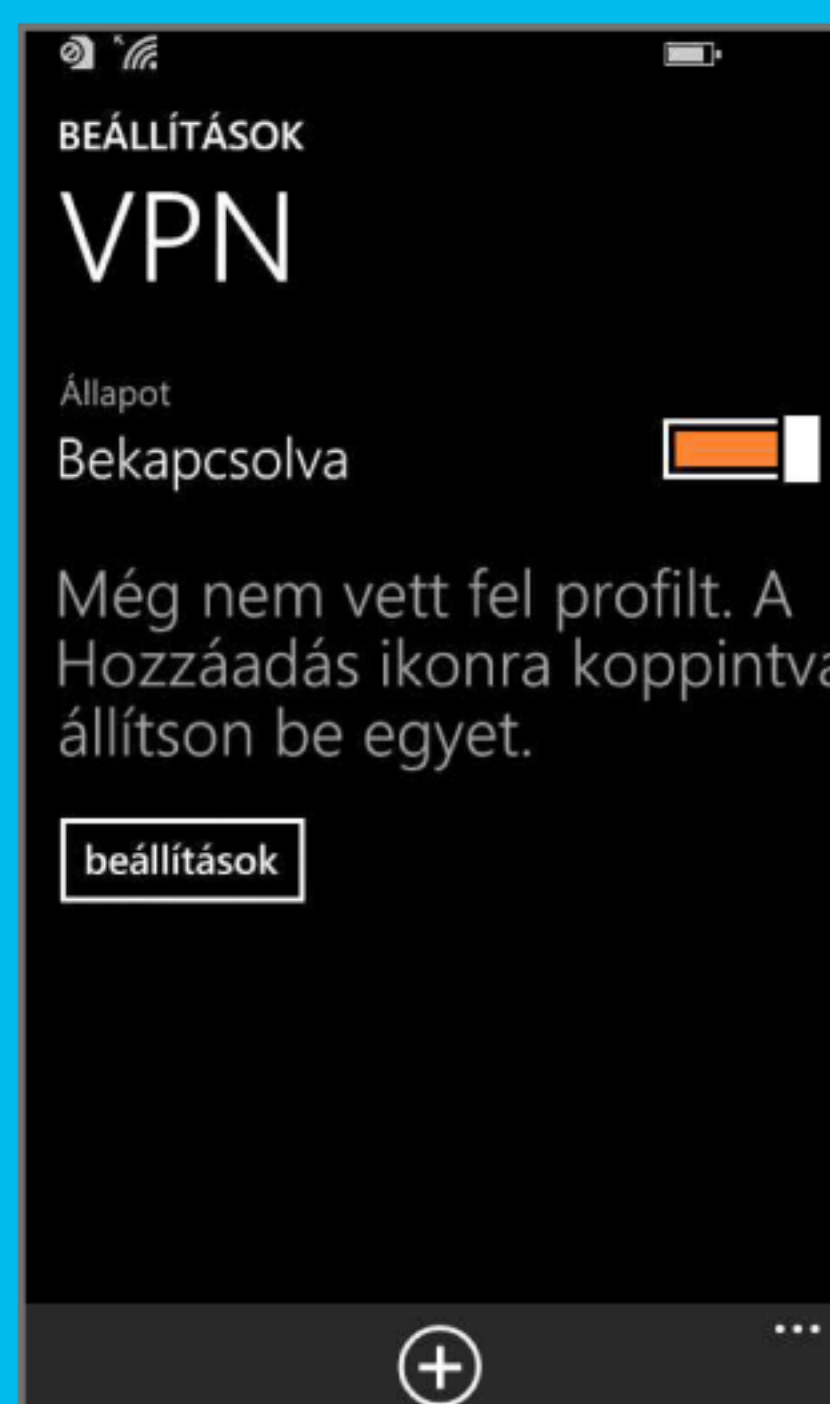 BEÁLLÍTÁSOK
VPN
Állapot
Bekapcsolva
Még nem vett fel profilt. A
Hozzáadás ikonra koppintva
állítson be egyet.
beállítások